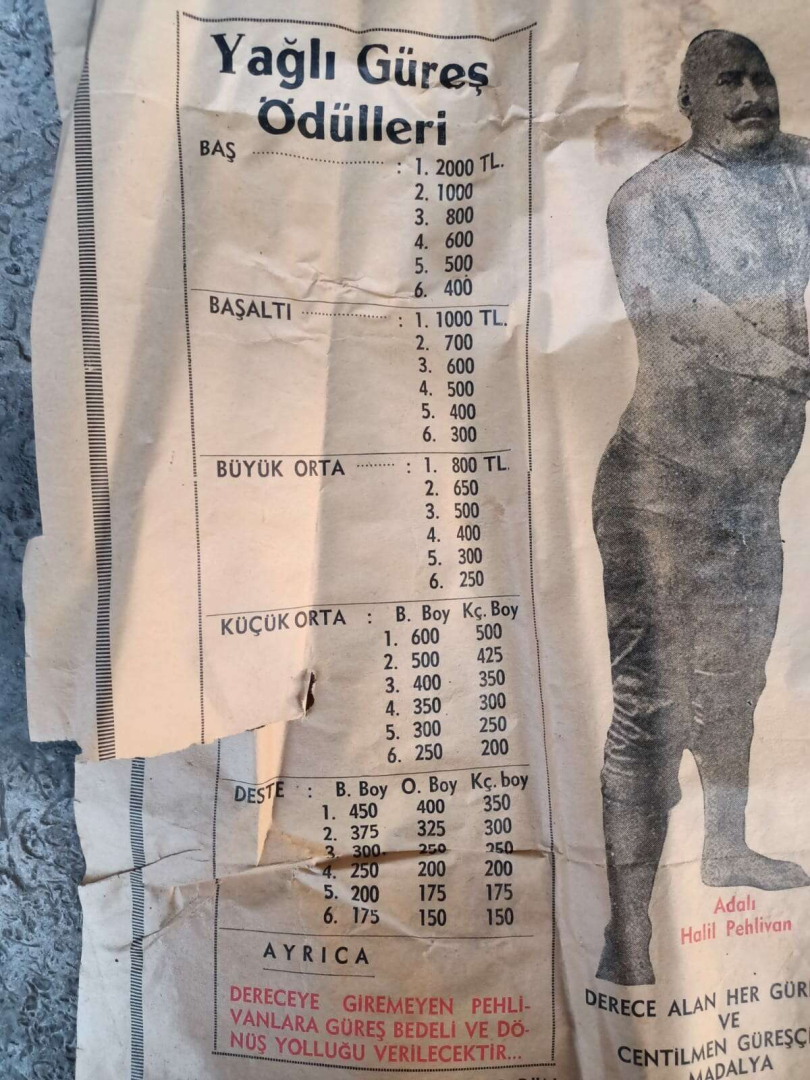 Yağlı Güreş
Ödülleri
BAŞ .......................... : 1. 2000 TL.
2. 1000
3. 800
4. 600
5. 500
6. 400
BAŞALTI .................... : 1. 1000 TL.
2. 700
3. 600
4. 500
5. 400
6. 300
BÜYÜK ORTA ........ : 1. 800 TL.
2. 650
3. 500
4. 400
5. 300
6. 250
KÜÇÜK ORTA : B. Boy Kç. Boy
1. 600 500
2. 500 425
3. 400 350
4. 350 300
5. 300 250
6. 250 200
DESTE : B. Boy O. Boy Kç. boy
1. 450 400 350
2. 375 325 300
3. 300 250 250
4. 250 200 200
5. 200 175 175
6. 175 150 150
AYRICA
DERECEYE GİREMEYEN PEHLİ-
VANLARA GÜREŞ BEDELİ VE DÖ-
NÜŞ YOLLUĞU VERİLECEKTİR...
Adalı
Halil Pehlivan
DERECE ALAN HER GÜR
VE
CENTİLMEN GÜREŞÇ
MADALYA